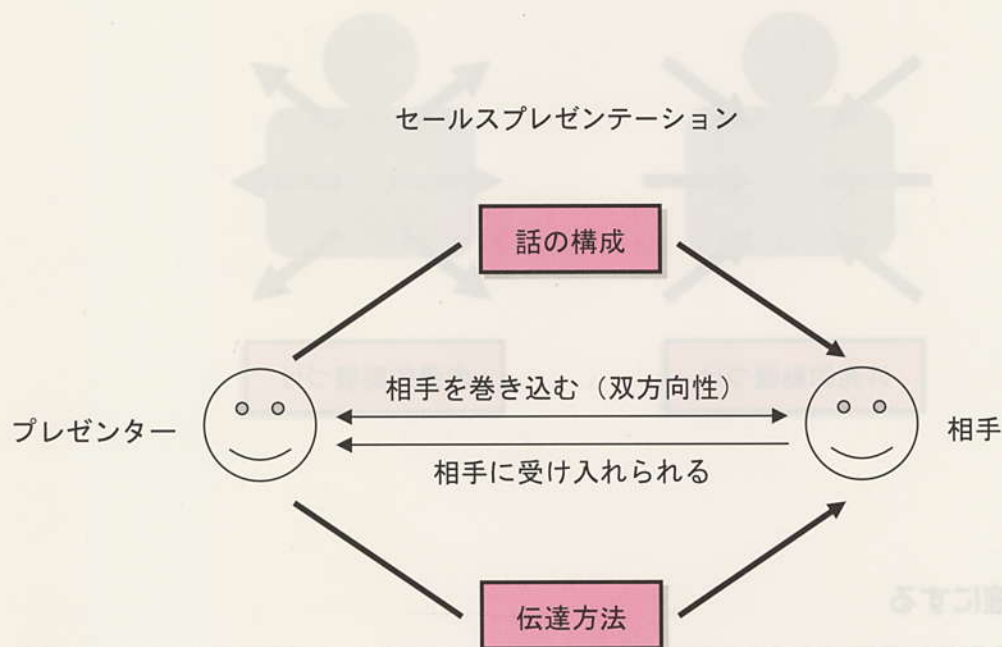 セールスプレゼンテーション
話の構成
相手を巻き込む（双方向性）
プレゼンター
相手
相手に受け入れられる
伝達方法